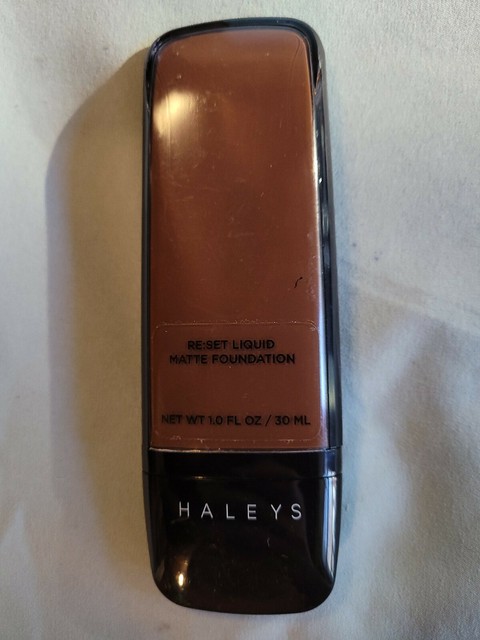 RE:SET LIQUID
MATTE FOUNDATION
NET WT 1.0 FL OZ / 30 ML
HALEYS